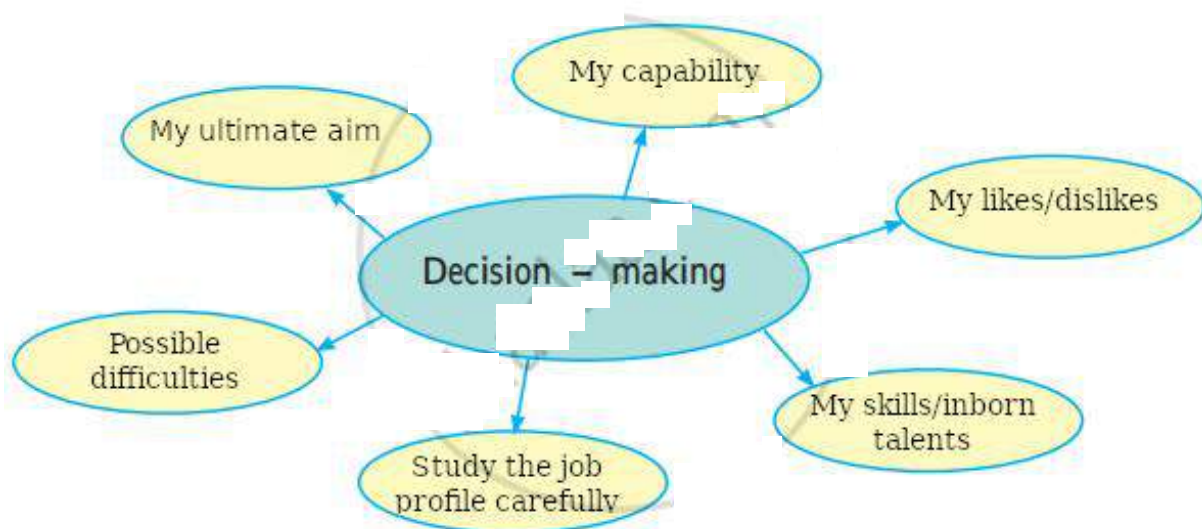 My capability
My ultimate aim
My likes/dislikes
Decision – making
Possible
difficulties
My skills/inborn
talents
Study the job
profile carefully